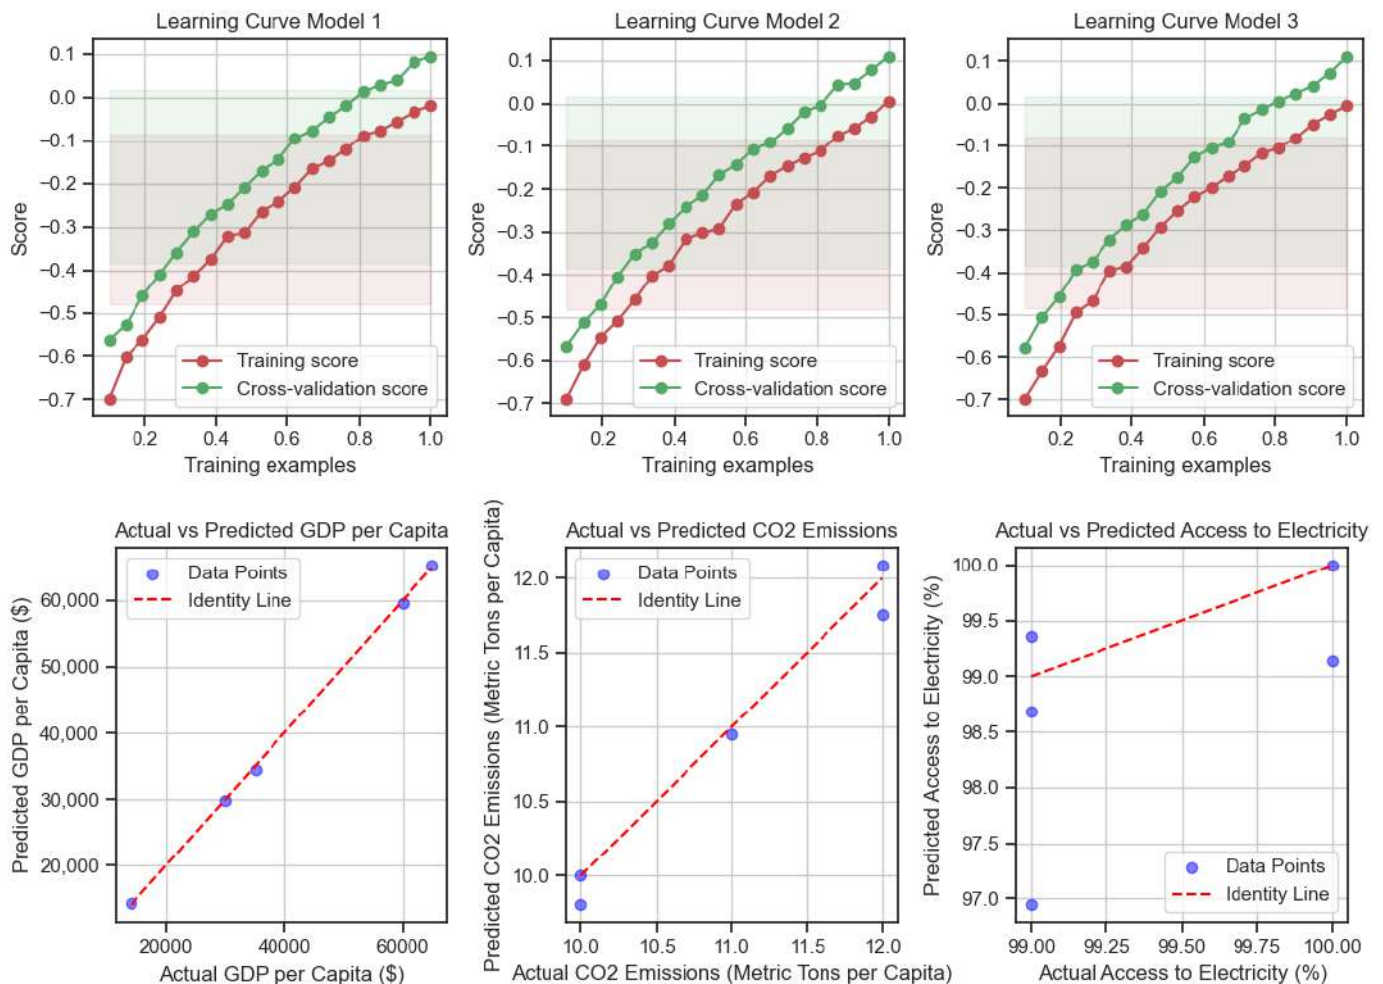 Learning Curve Model 1
0.1
0.0
−0.1
−0.2
−0.3
−0.4
−0.5
−0.6
−0.7
Score
Training score
Cross-validation score
0.2 0.4 0.6 0.8 1.0
Training examples
Learning Curve Model 2
0.1
0.0
−0.1
−0.2
−0.3
−0.4
−0.5
−0.6
−0.7
Score
Training score
Cross-validation score
0.2 0.4 0.6 0.8 1.0
Training examples
Learning Curve Model 3
0.1
0.0
−0.1
−0.2
−0.3
−0.4
−0.5
−0.6
−0.7
Score
Training score
Cross-validation score
0.2 0.4 0.6 0.8 1.0
Training examples
Actual vs Predicted GDP per Capita
Data Points
Identity Line
60,000
50,000
40,000
30,000
20,000
Predicted GDP per Capita ($)
20000 40000 60000
Actual GDP per Capita ($)
Actual vs Predicted CO2 Emissions
Data Points
Identity Line
12.0
11.5
11.0
10.5
10.0
Predicted CO2 Emissions (Metric Tons per Capita)
10.0 10.5 11.0 11.5 12.0
Actual CO2 Emissions (Metric Tons per Capita)
Actual vs Predicted Access to Electricity
100.0
99.5
99.0
98.5
98.0
97.5
97.0
Predicted Access to Electricity (%)
Data Points
Identity Line
99.00 99.25 99.50 99.75 100.00
Actual Access to Electricity (%)